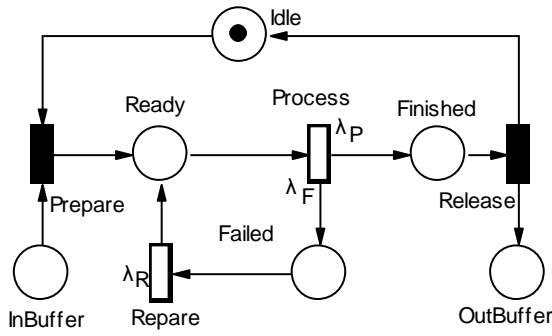 Idle
Ready
Process
Finished
λP
Prepare
λF
Release
Failed
λR
InBuffer
Repare
OutBuffer